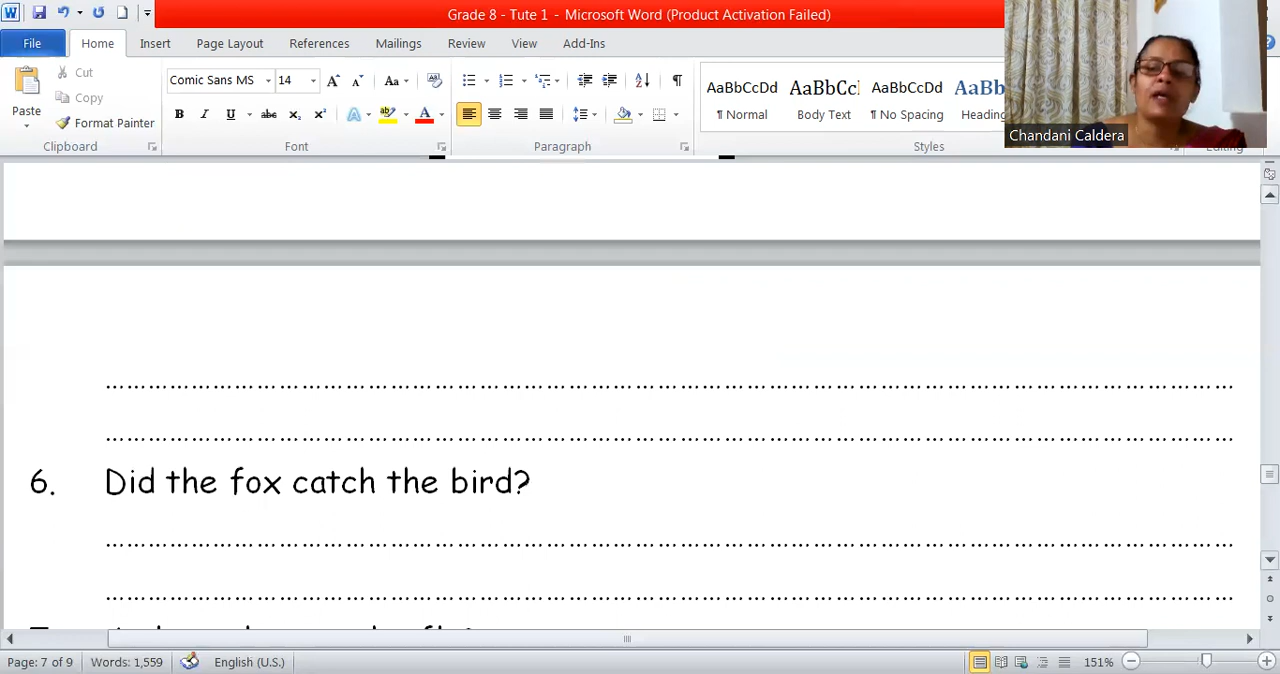 Grade 8 - Tute 1 - Microsoft Word (Product Activation Failed)
File Home Insert Page Layout References Mailings Review View Add-Ins
Paste
Cut
Copy
Format Painter
Clipboard
Comic Sans MS 14
Font
Paragraph
AaBbCcDd AaBbCcI AaBbCcDd AaBbC
¶ Normal Body Text ¶ No Spacing Heading
Styles
Editing
Chandani Caldera
................................................................................
................................................................................
6. Did the fox catch the bird?
................................................................................
................................................................................
Page: 7 of 9 Words: 1,559 English (U.S.) 151%